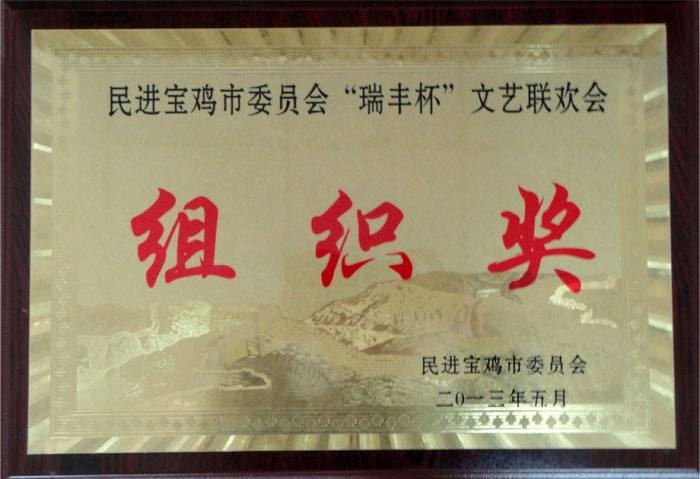 民进宝鸡市委员会“瑞丰杯”文艺联欢会
组织奖
民进宝鸡市委员会
二0一三年五月